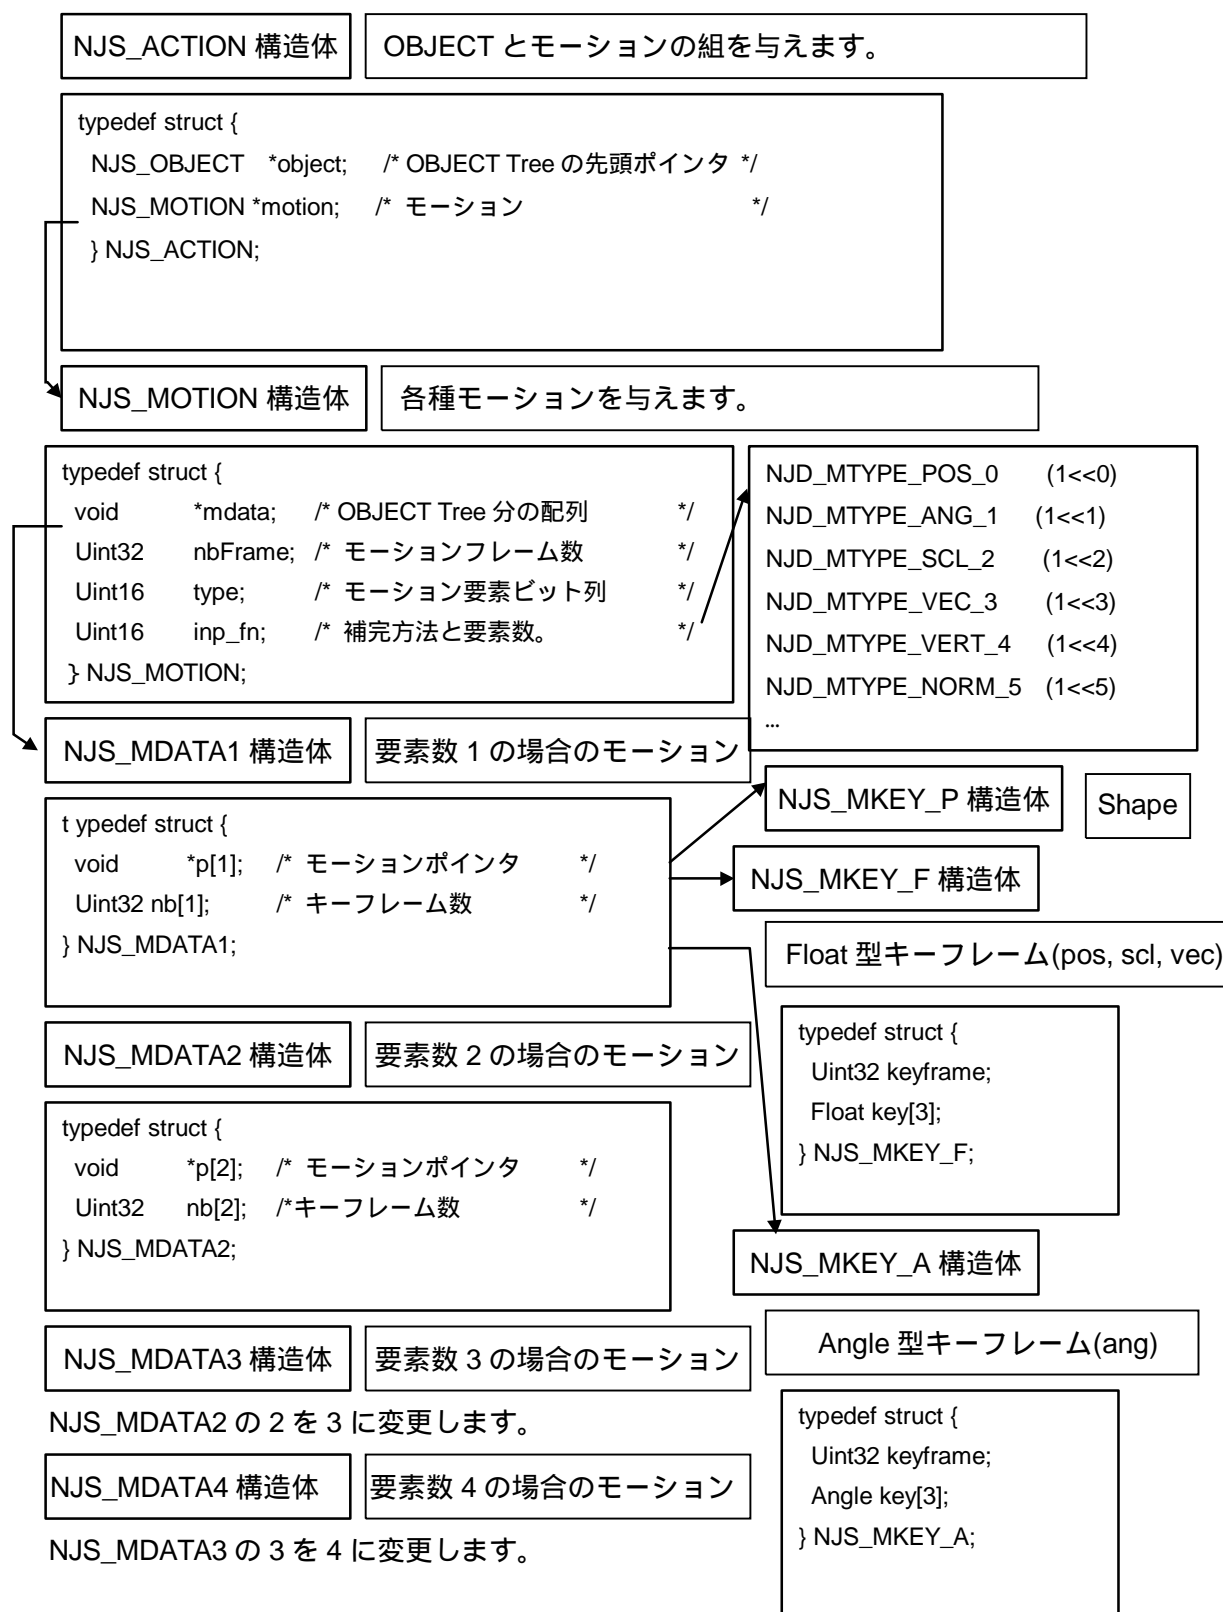 NJS_ACTION 構造体
OBJECT とモーションの組を与えます。
typedef struct {
NJS_OBJECT *object; /* OBJECT Tree の先頭ポインタ */
NJS_MOTION *motion; /* モーション */
} NJS_ACTION;
NJS_MOTION 構造体
各種モーションを与えます。
typedef struct {
void *mdata; /* OBJECT Tree 分の配列 */
Uint32 nbFrame; /* モーションフレーム数 */
Uint16 type; /* モーション要素ビット列 */
Uint16 inp_fn; /* 補完方法と要素数。 */
} NJS_MOTION;
NJD_MTYPE_POS_0 (1<<0)
NJD_MTYPE_ANG_1 (1<<1)
NJD_MTYPE_SCL_2 (1<<2)
NJD_MTYPE_VEC_3 (1<<3)
NJD_MTYPE_VERT_4 (1<<4)
NJD_MTYPE_NORM_5 (1<<5)
...
NJS_MDATA1 構造体
要素数 1 の場合のモーション
t ypedef struct {
void *p[1]; /* モーションポインタ */
Uint32 nb[1]; /* キーフレーム数 */
} NJS_MDATA1;
NJS_MKEY_P 構造体
Shape
NJS_MKEY_F 構造体
Float 型キーフレーム(pos, scl, vec)
typedef struct {
Uint32 keyframe;
Float key[3];
} NJS_MKEY_F;
NJS_MDATA2 構造体
要素数 2 の場合のモーション
typedef struct {
void *p[2]; /* モーションポインタ */
Uint32 nb[2]; /*キーフレーム数 */
} NJS_MDATA2;
NJS_MKEY_A 構造体
Angle 型キーフレーム(ang)
typedef struct {
Uint32 keyframe;
Angle key[3];
} NJS_MKEY_A;
NJS_MDATA3 構造体
要素数 3 の場合のモーション
NJS_MDATA2 の 2 を 3 に変更します。
NJS_MDATA4 構造体
要素数 4 の場合のモーション
NJS_MDATA3 の 3 を 4 に変更します。